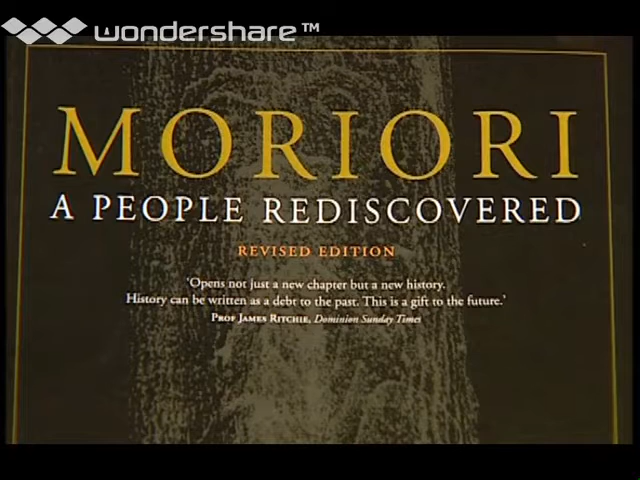 wondershare™
MORIORI
A PEOPLE REDISCOVERED
REVISED EDITION
'Opens not just a new chapter but a new history.
History can be written as a debt to the past. This is a gift to the future.'
PROF JAMES RITCHIE, Dominion Sunday Times